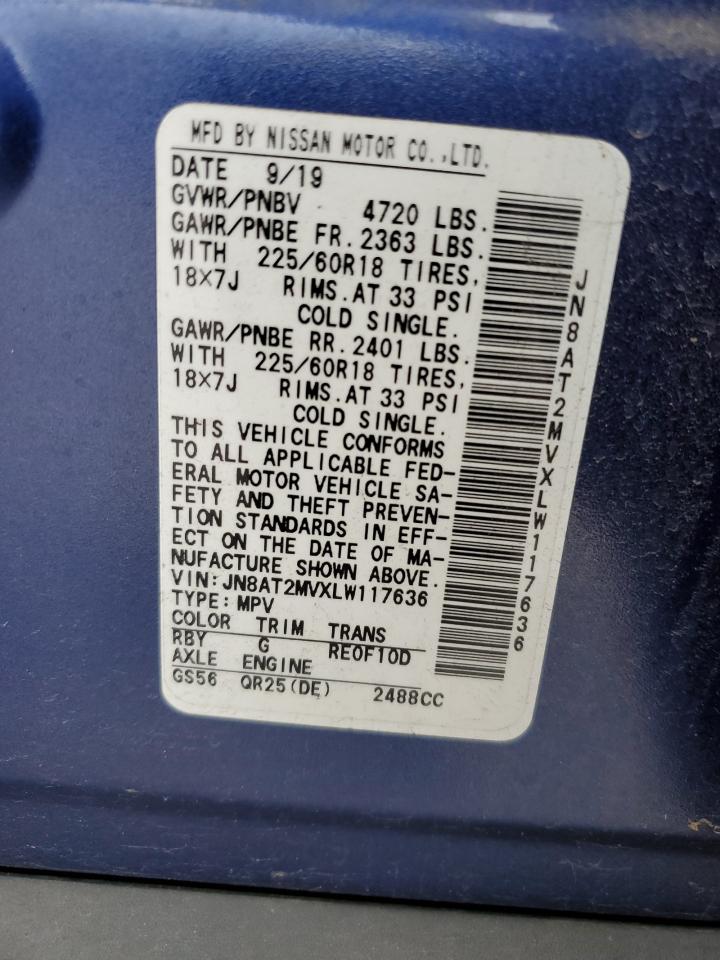 MFD BY NISSAN MOTOR CO.,LTD.
DATE 9/19
GVWR/PNBV 4720 LBS.
GAWR/PNBE FR. 2363 LBS.
WITH 225/60R18 TIRES,
18X7J RIMS. AT 33 PSI
COLD SINGLE.
GAWR/PNBE RR. 2401 LBS.
WITH 225/60R18 TIRES,
18X7J RIMS. AT 33 PSI
COLD SINGLE.
THIS VEHICLE CONFORMS
TO ALL APPLICABLE FED-
ERAL MOTOR VEHICLE SA-
FETY AND THEFT PREVEN-
TION STANDARDS IN EFF-
ECT ON THE DATE OF MA-
NUFACTURE SHOWN ABOVE.
VIN:JN8AT2MVXLW117636
TYPE:MPV
COLOR TRIM TRANS
RBY G RE0F10D
AXLE ENGINE
GS56 QR25(DE) 2488CC
JN8AT2MVXLW117636